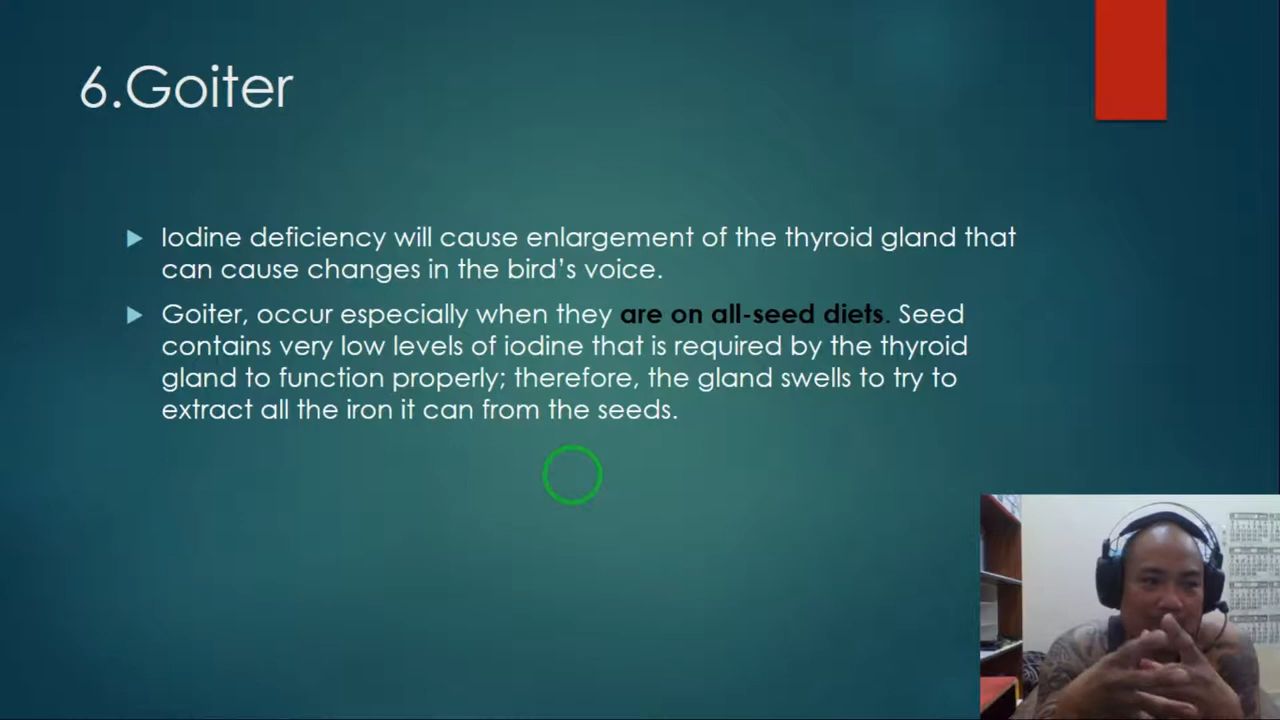 6.Goiter
Iodine deficiency will cause enlargement of the thyroid gland that
can cause changes in the bird’s voice.
Goiter, occur especially when they are on all-seed diets. Seed
contains very low levels of iodine that is required by the thyroid
gland to function properly; therefore, the gland swells to try to
extract all the iron it can from the seeds.